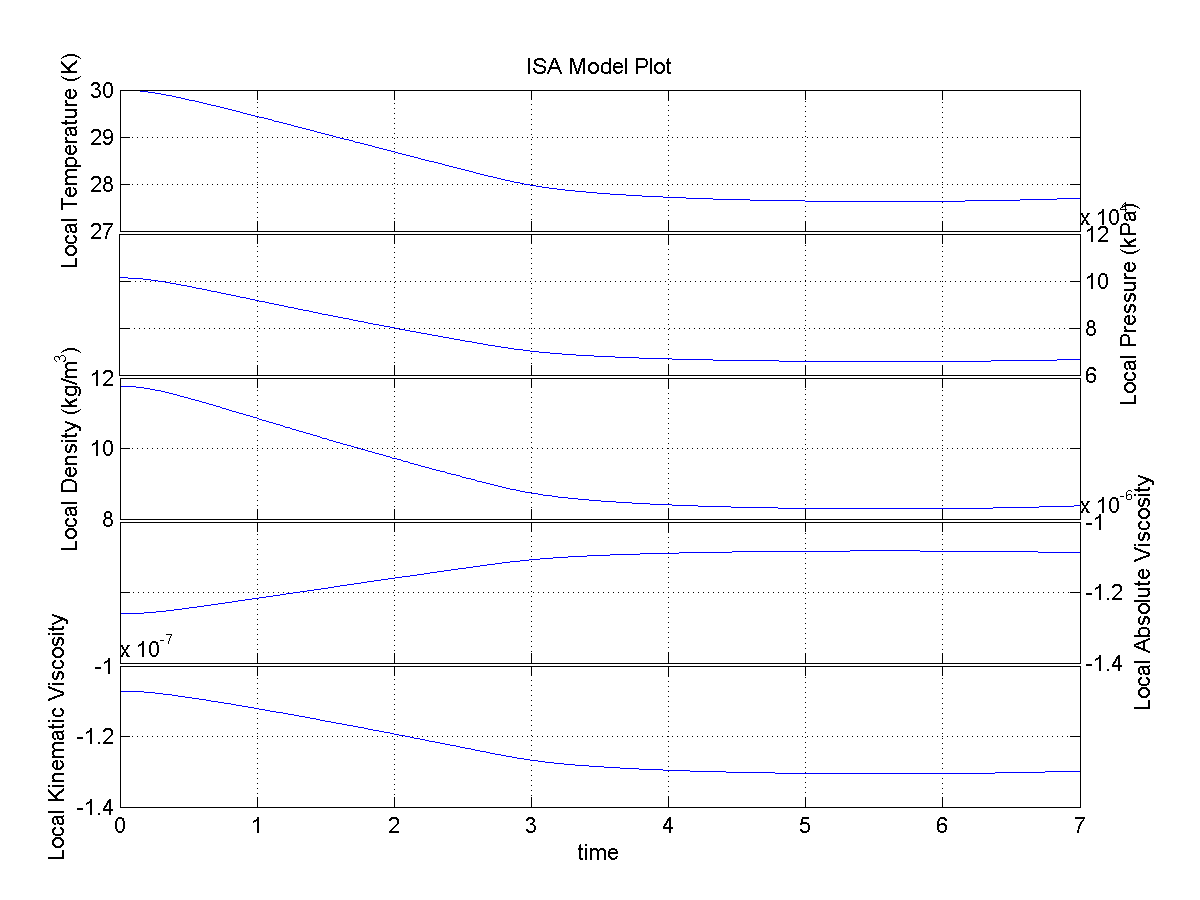 ISA Model Plot
Local Temperature (K)
30
29
28
27
x 10^4
Local Pressure (kPa)
12
10
8
6
Local Density (kg/m^3)
12
10
8
x 10^-6
Local Absolute Viscosity
-1
-1.2
-1.4
x 10^-7
Local Kinematic Viscosity
-1
-1.2
-1.4
0 1 2 3 4 5 6 7
time